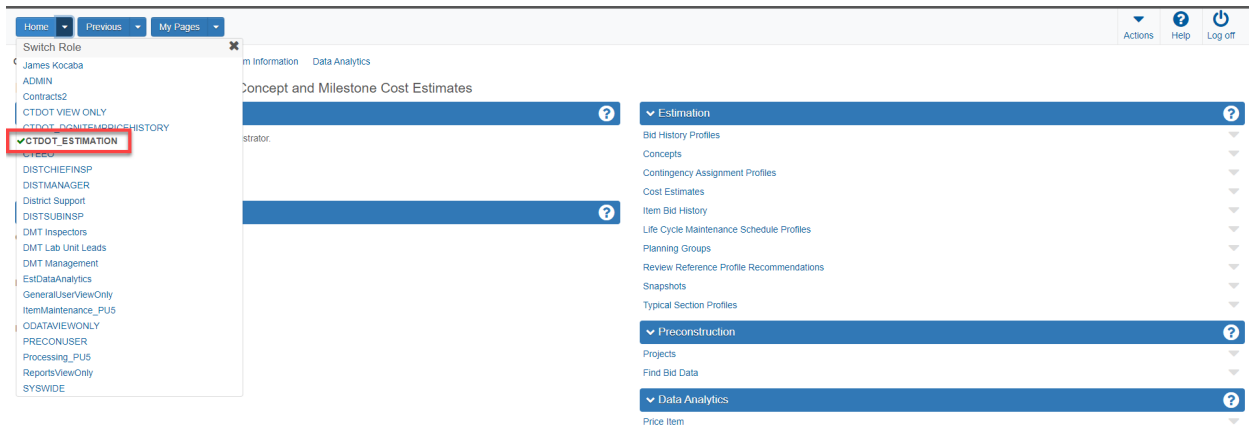 Home
Previous
My Pages
Actions
Help
Log off
Switch Role
James Kocaba
ADMIN
Contracts2
CTDOT VIEW ONLY
CTDOT_DGNITEMPRICEHISTORY
CTDOT_ESTIMATION
CTEEO
DISTCHIEFINSP
DISTMANAGER
District Support
DISTSUBINSP
DMT Inspectors
DMT Lab Unit Leads
DMT Management
EstDataAnalytics
GeneralUserViewOnly
ItemMaintenance_PU5
ODATAVIEWONLY
PRECONUSER
Processing_PU5
ReportsViewOnly
SYSWIDE
m Information Data Analytics
Concept and Milestone Cost Estimates
strator.
Estimation
Bid History Profiles
Concepts
Contingency Assignment Profiles
Cost Estimates
Item Bid History
Life Cycle Maintenance Schedule Profiles
Planning Groups
Review Reference Profile Recommendations
Snapshots
Typical Section Profiles
Preconstruction
Projects
Find Bid Data
Data Analytics
Price Item